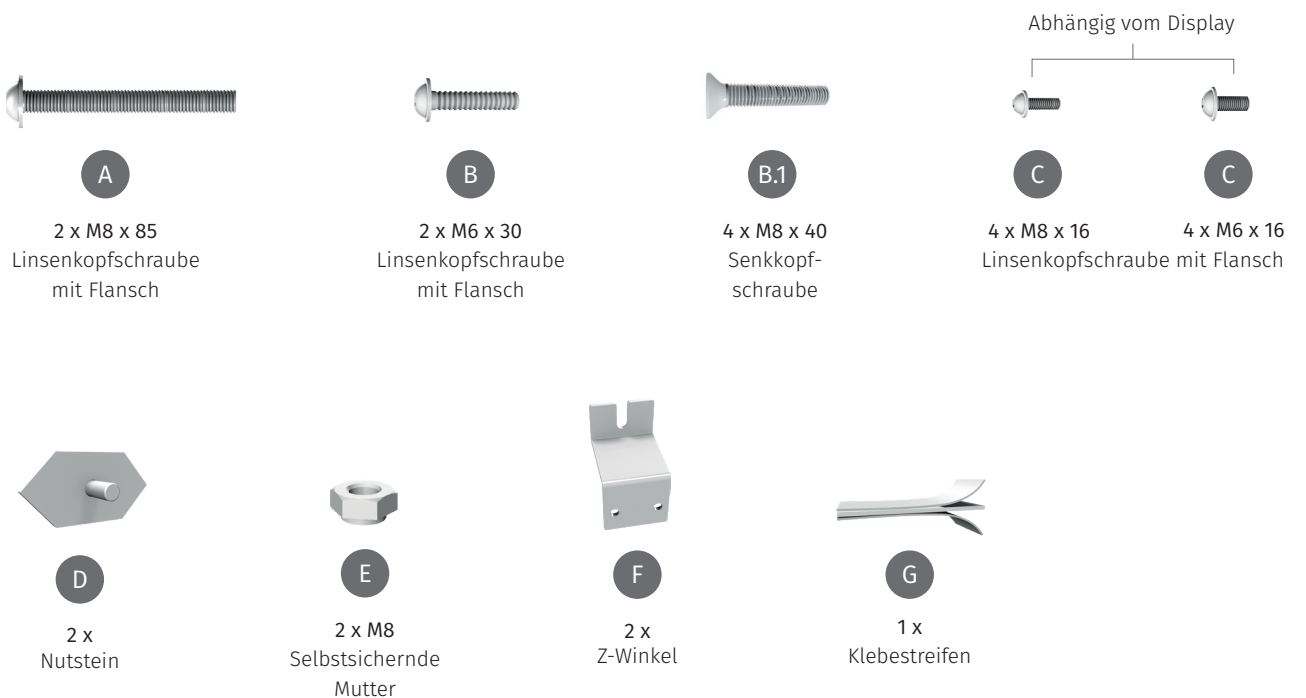 Abhängig vom Display
A
B
B.1
C
C
2 x M8 x 85
Linsenkopfschraube
mit Flansch
2 x M6 x 30
Linsenkopfschraube
mit Flansch
4 x M8 x 40
Senkkopf-
schraube
4 x M8 x 16
4 x M6 x 16
Linsenkopfschraube mit Flansch
D
E
F
G
2 x
Nutstein
2 x M8
Selbstsichernde
Mutter
2 x
Z-Winkel
1 x
Klebestreifen